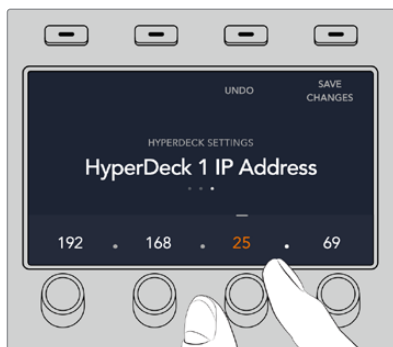 UNDO
SAVE
CHANGES
HYPERDECK SETTINGS
HyperDeck 1 IP Address
192 . 168 . 25 . 69